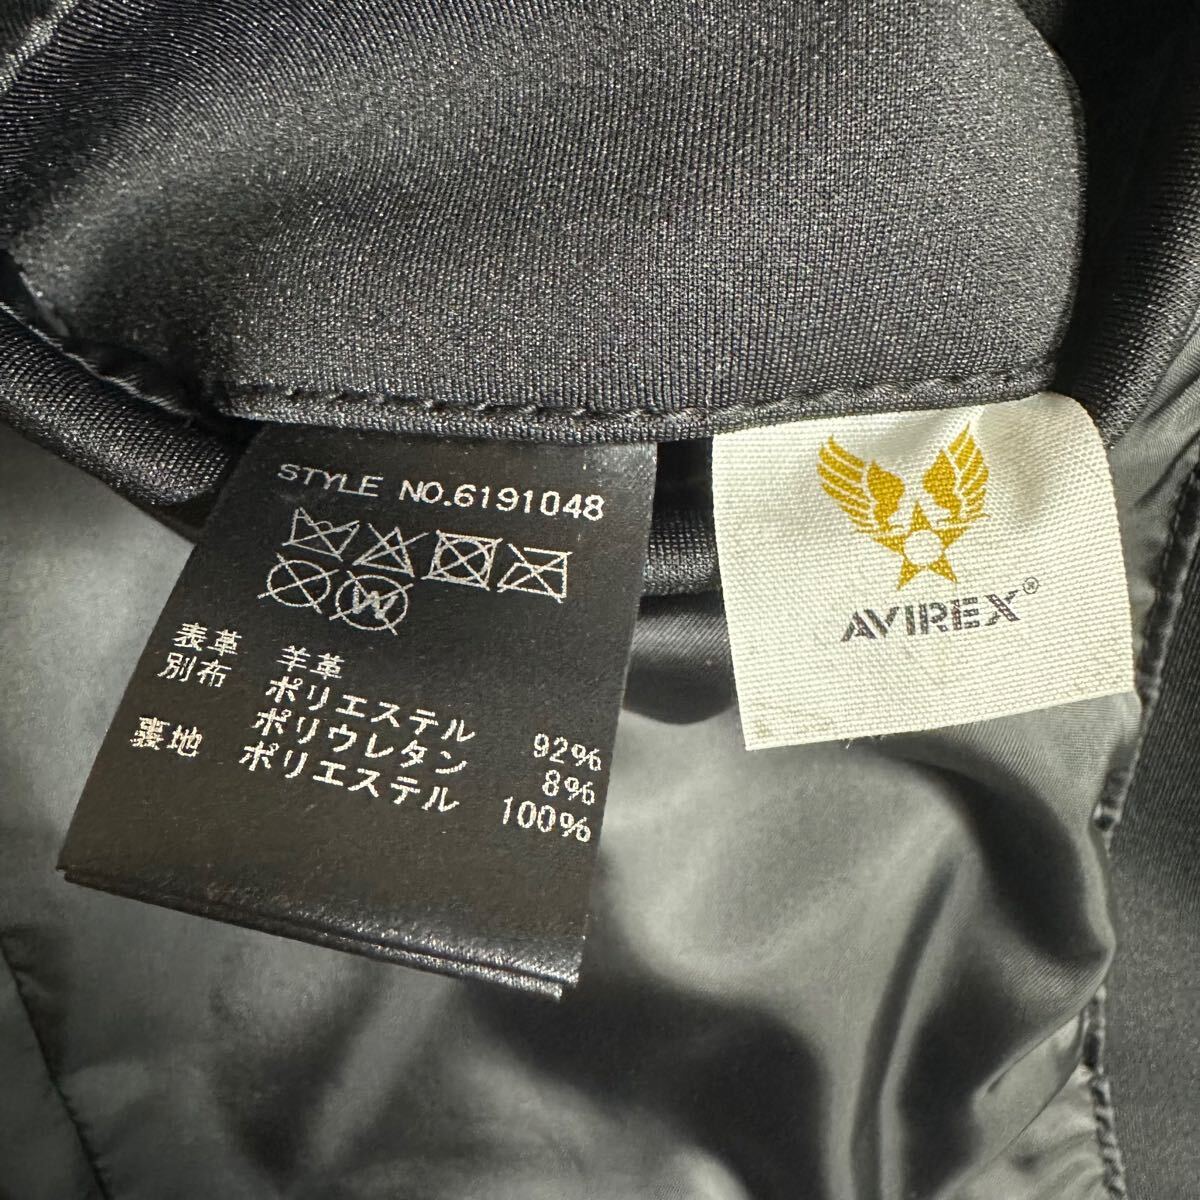 STYLE NO.6191048
W
表革 羊革
別布 ポリエステル 92%
ポリウレタン 8%
裏地 ポリエステル 100%
AVIREX®